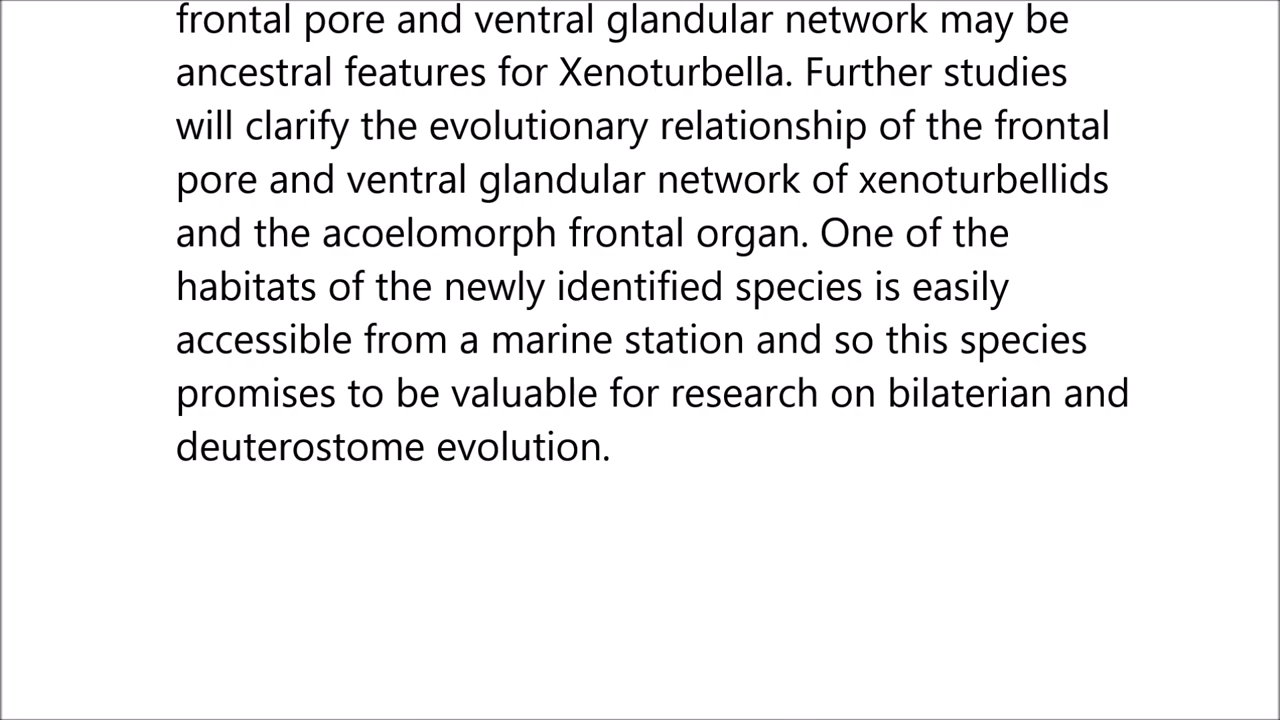 frontal pore and ventral glandular network may be
ancestral features for Xenoturbella. Further studies
will clarify the evolutionary relationship of the frontal
pore and ventral glandular network of xenoturbellids
and the acoelomorph frontal organ. One of the
habitats of the newly identified species is easily
accessible from a marine station and so this species
promises to be valuable for research on bilaterian and
deuterostome evolution.